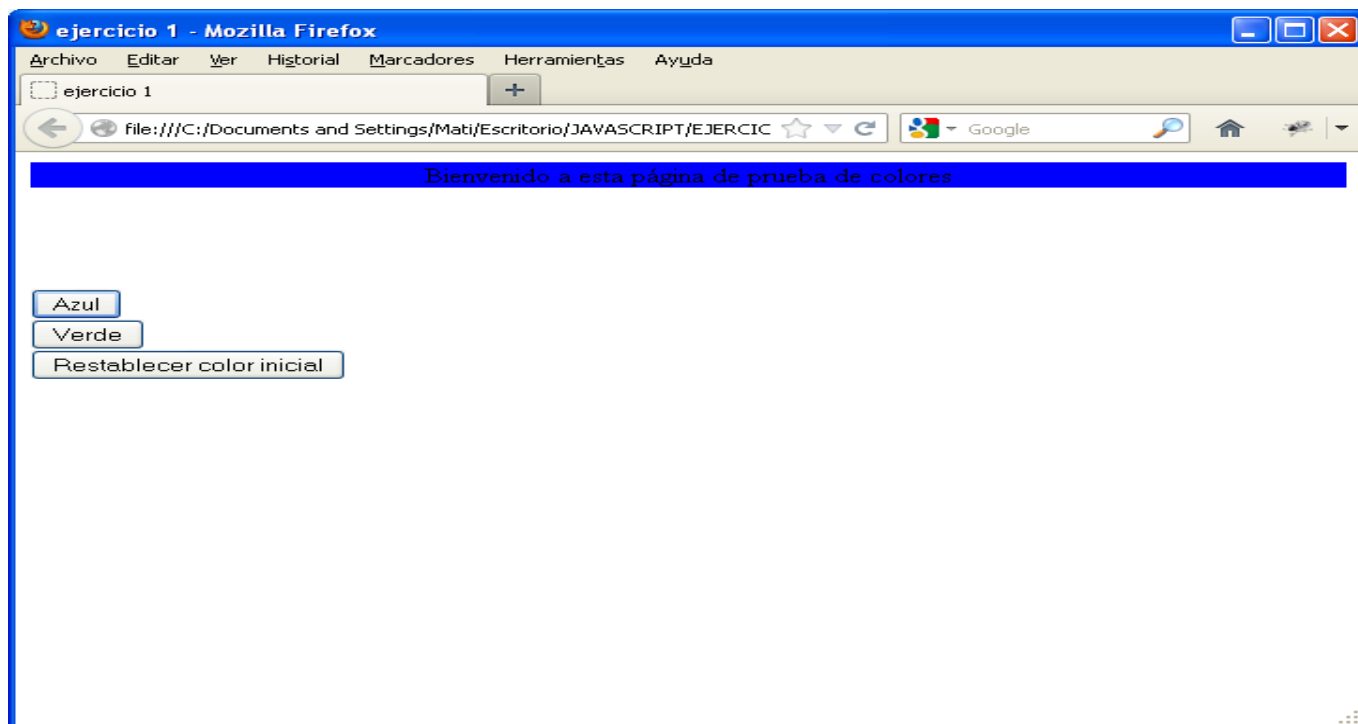 ejercicio 1 - Mozilla Firefox
Archivo Editar Ver Historial Marcadores Herramientas Ayuda
ejercicio 1
file:///C:/Documents and Settings/Mati/Escritorio/JAVASCRIPT/EJERCIC Google
Bienvenido a esta página de prueba de colores
Azul
Verde
Restablecer color inicial